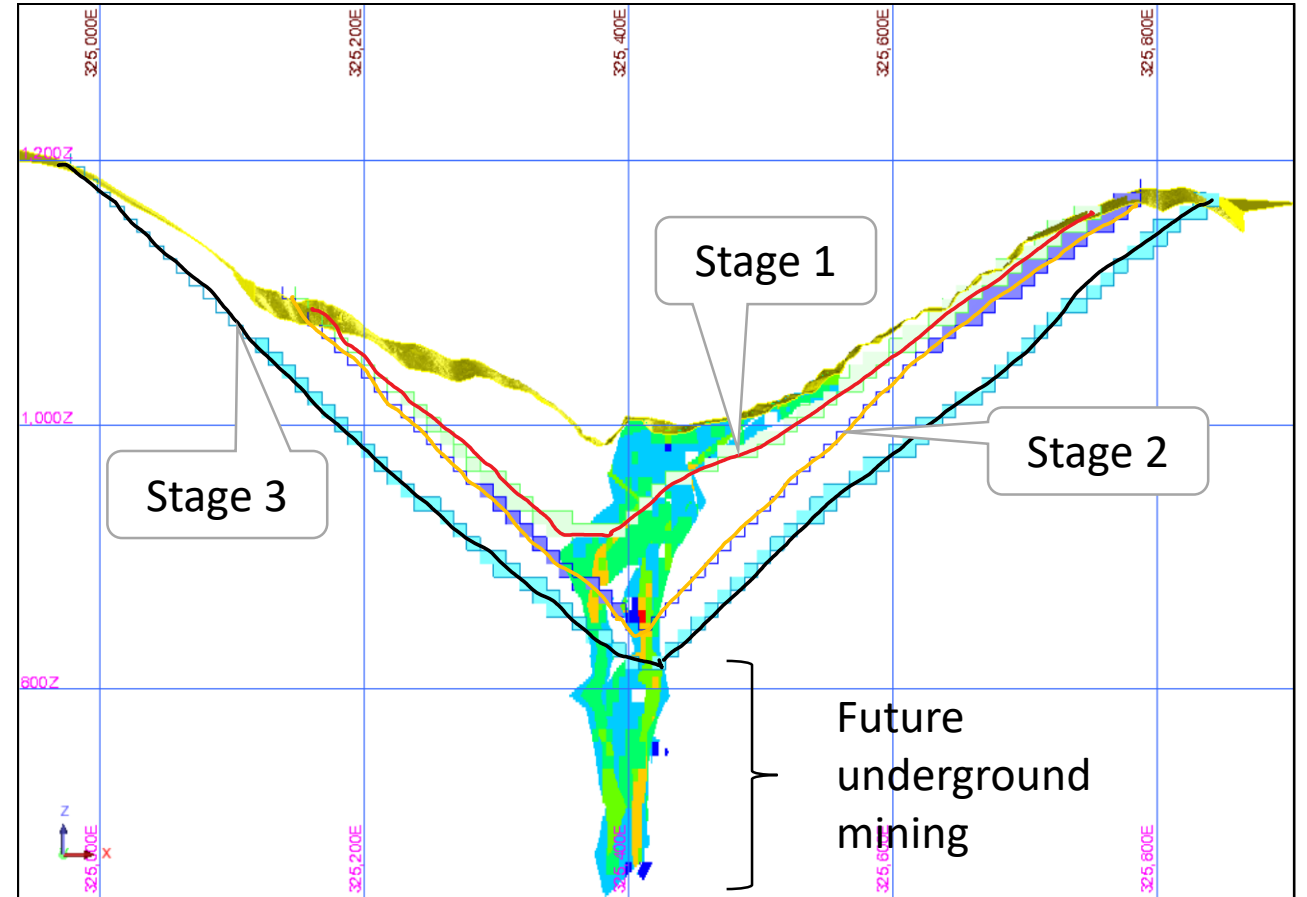 325,000E
325,200E
325,400E
325,600E
325,800E
1,200Z
Stage 1
1,000Z
Stage 2
Stage 3
800Z
Future
underground
mining
Z
X
325,000E
325,200E
325,400E
325,600E
325,800E